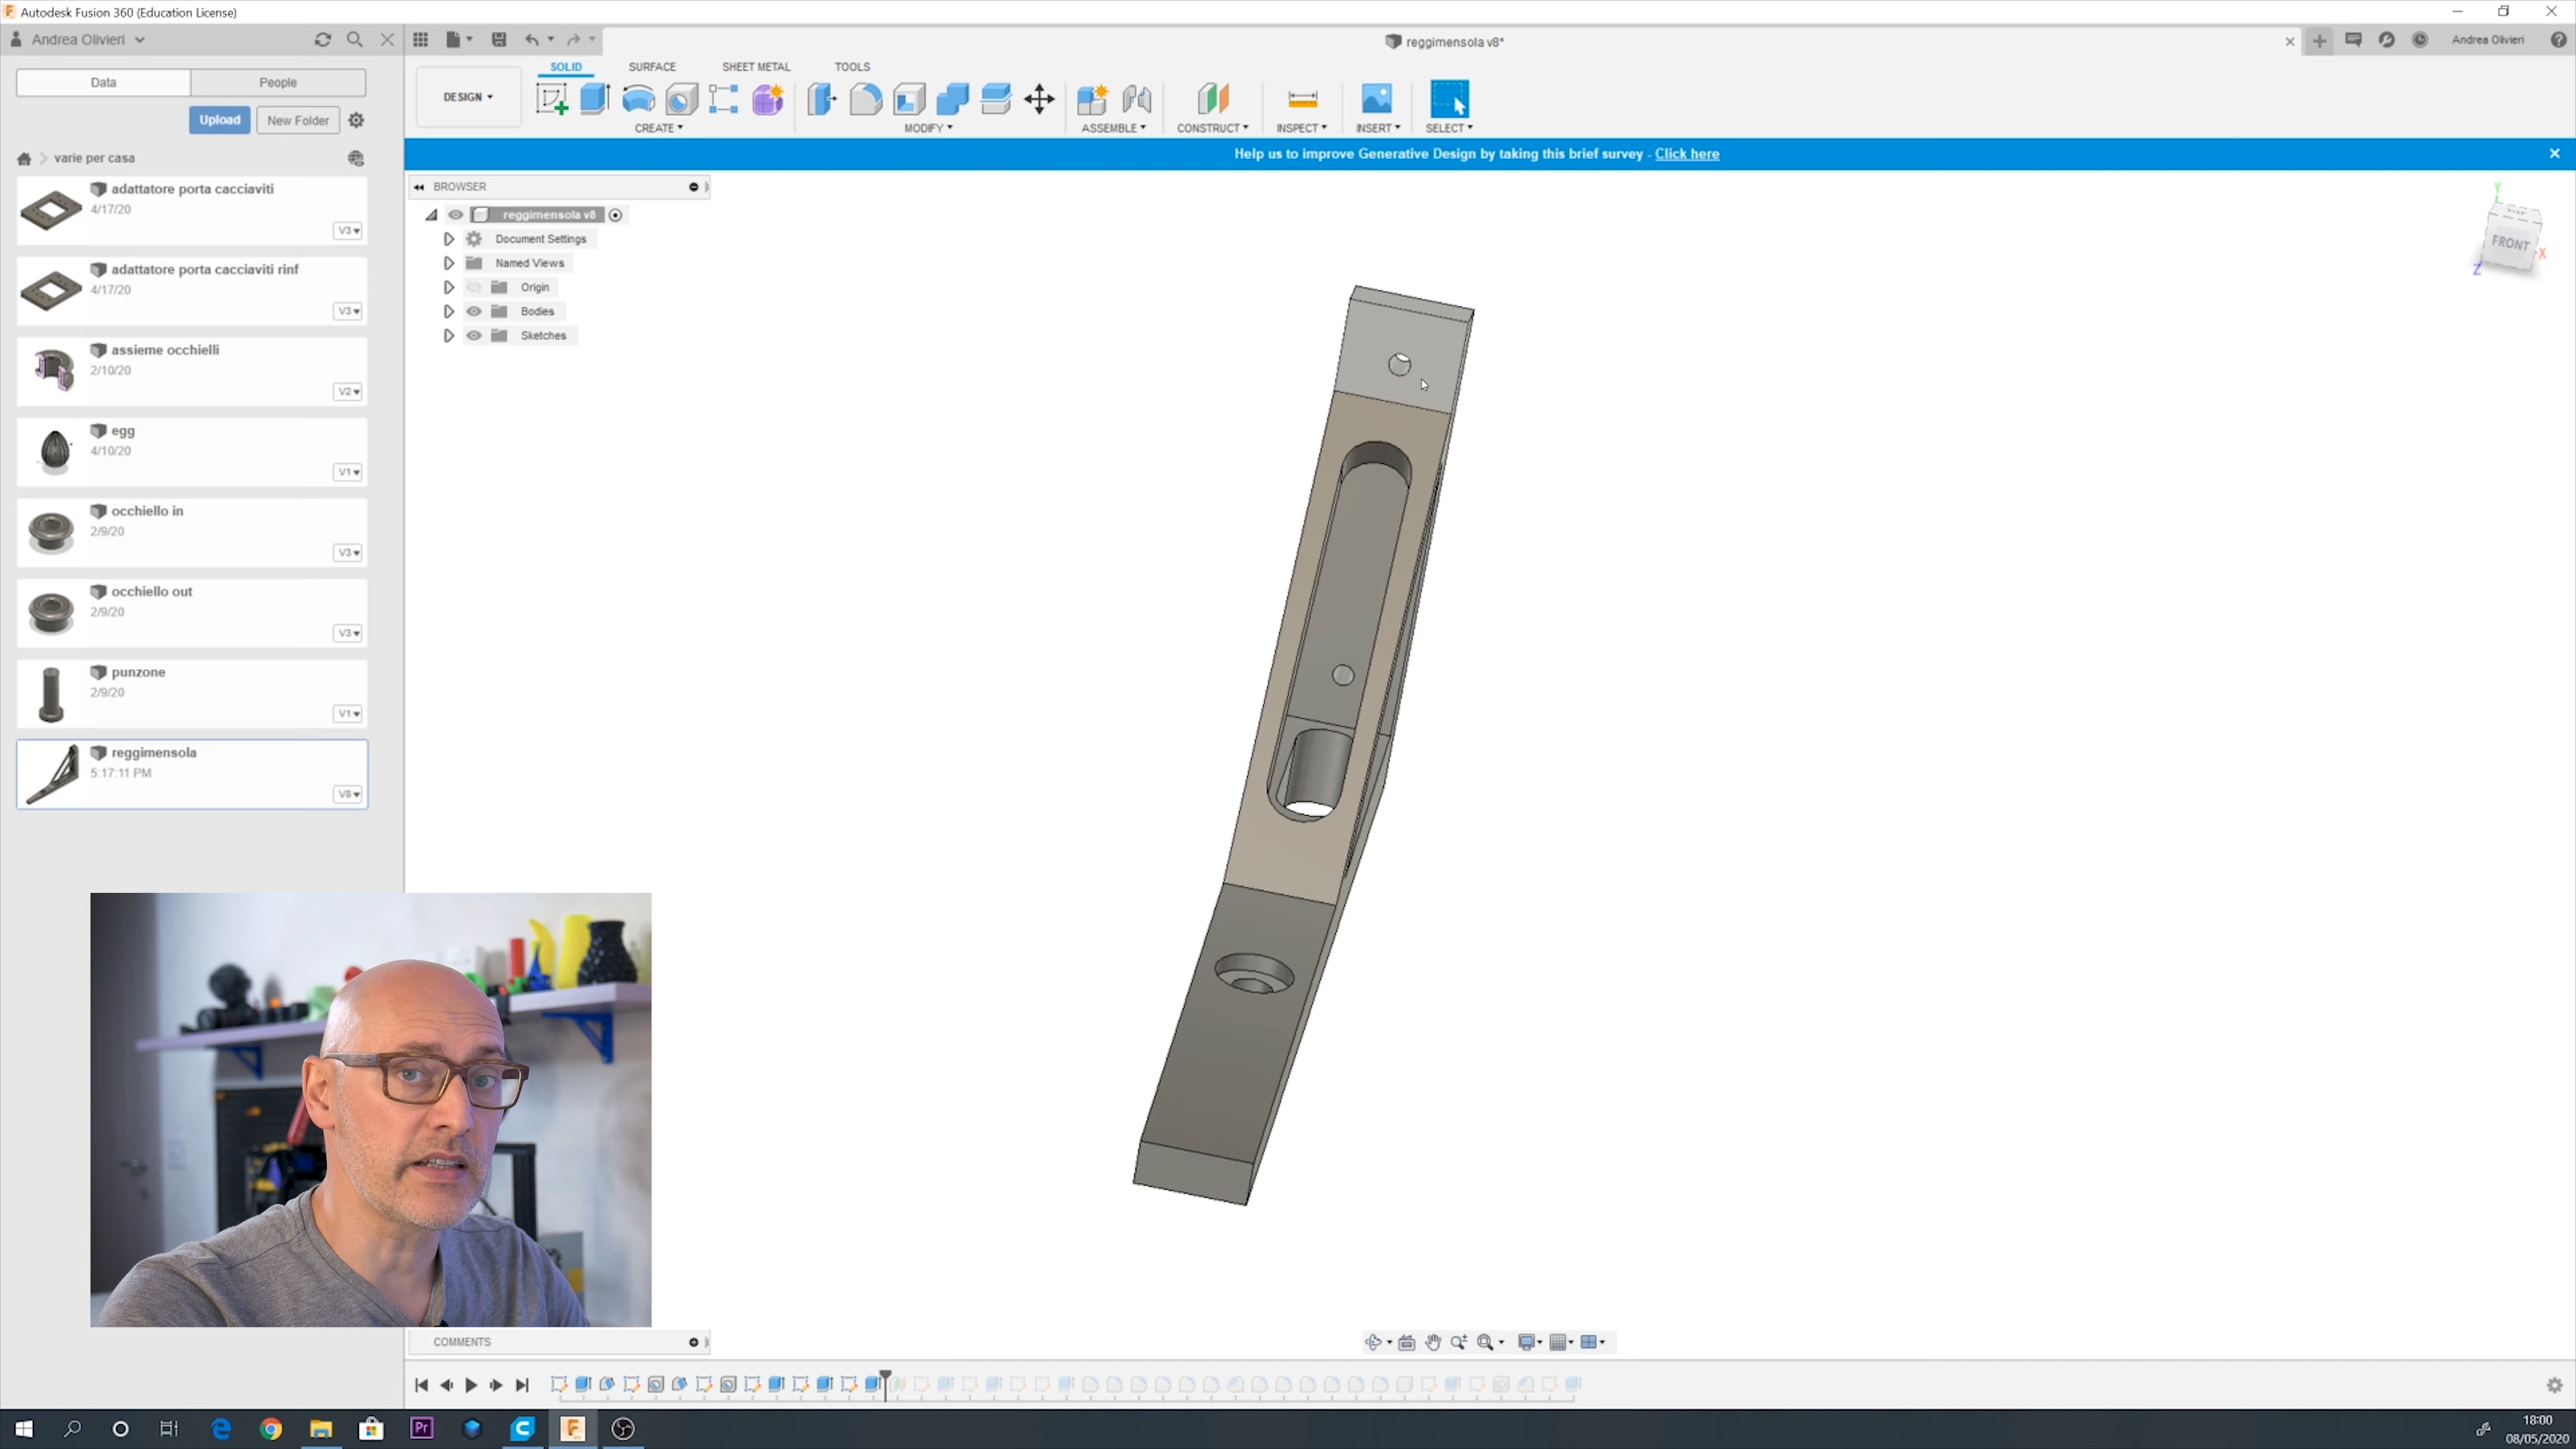 Autodesk Fusion 360 (Education License)
Andrea Olivieri
reggimensola v8*
Andrea Olivieri
Data
People
Upload
New Folder
varie per casa
adattatore porta cacciaviti
4/17/20
V3
adattatore porta cacciaviti rinf
4/17/20
V3
assieme occhielli
2/10/20
V2
egg
4/10/20
V1
occhiello in
2/9/20
V3
occhiello out
2/9/20
V3
punzone
2/9/20
V1
reggimensola
5:17:11 PM
V8
DESIGN
SOLID
SURFACE
SHEET METAL
TOOLS
CREATE
MODIFY
ASSEMBLE
CONSTRUCT
INSPECT
INSERT
SELECT
Help us to improve Generative Design by taking this brief survey - Click here
BROWSER
reggimensola v8
Document Settings
Named Views
Origin
Bodies
Sketches
Y
FRONT
X
Z
COMMENTS
Pr
18:00
08/05/2020